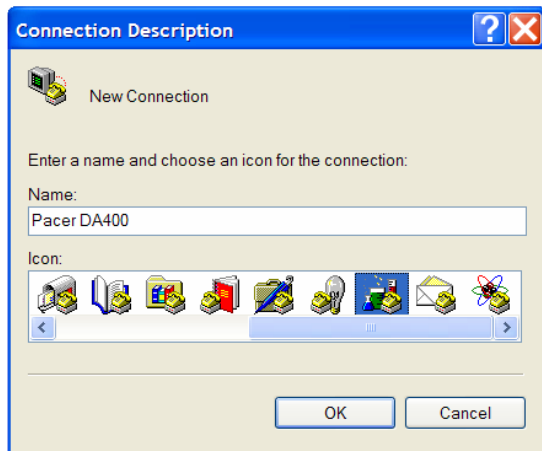 Connection Description
New Connection
Enter a name and choose an icon for the connection:
Name:
Pacer DA400
Icon:
OK Cancel